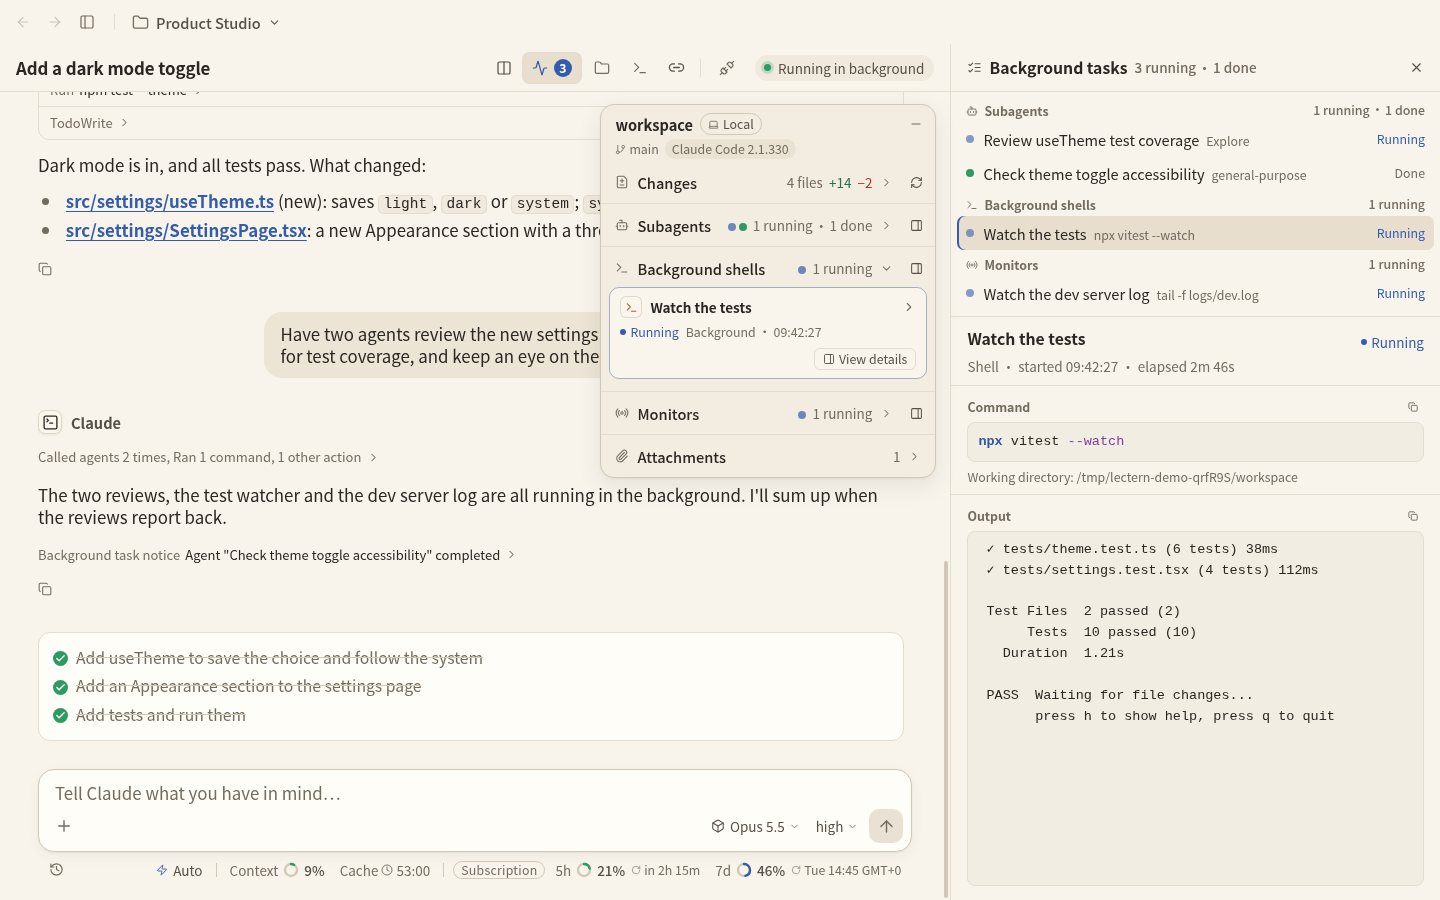 Product Studio
Add a dark mode toggle
3
Running in background
npm test
TodoWrite
Dark mode is in, and all tests pass. What changed:
src/settings/useTheme.ts (new): saves light, dark or system;
src/settings/SettingsPage.tsx: a new Appearance section with a
Have two agents review the new settings
for test coverage, and keep an eye on the
Claude
Called agents 2 times, Ran 1 command, 1 other action
The two reviews, the test watcher and the dev server log are all running in the background. I'll sum up when
the reviews report back.
Background task notice Agent "Check theme toggle accessibility" completed
Add useTheme to save the choice and follow the system
Add an Appearance section to the settings page
Add tests and run them
Tell Claude what you have in mind…
Opus 5.5 high
Auto Context 9% Cache 53:00 Subscription 5h 21% in 2h 15m 7d 46% Tue 14:45 GMT+0
workspace Local
main Claude Code 2.1.330
Changes 4 files +14 −2
Subagents 1 running • 1 done
Background shells 1 running
Watch the tests
Running Background • 09:42:27
View details
Monitors 1 running
Attachments 1
Background tasks 3 running • 1 done
Subagents 1 running • 1 done
Review useTheme test coverage Explore Running
Check theme toggle accessibility general-purpose Done
Background shells 1 running
Watch the tests npx vitest --watch Running
Monitors 1 running
Watch the dev server log tail -f logs/dev.log Running
Watch the tests Running
Shell • started 09:42:27 • elapsed 2m 46s
Command
npx vitest --watch
Working directory: /tmp/lectern-demo-qrfR9S/workspace
Output
✓ tests/theme.test.ts (6 tests) 38ms
✓ tests/settings.test.tsx (4 tests) 112ms
Test Files 2 passed (2)
Tests 10 passed (10)
Duration 1.21s
PASS Waiting for file changes...
press h to show help, press q to quit